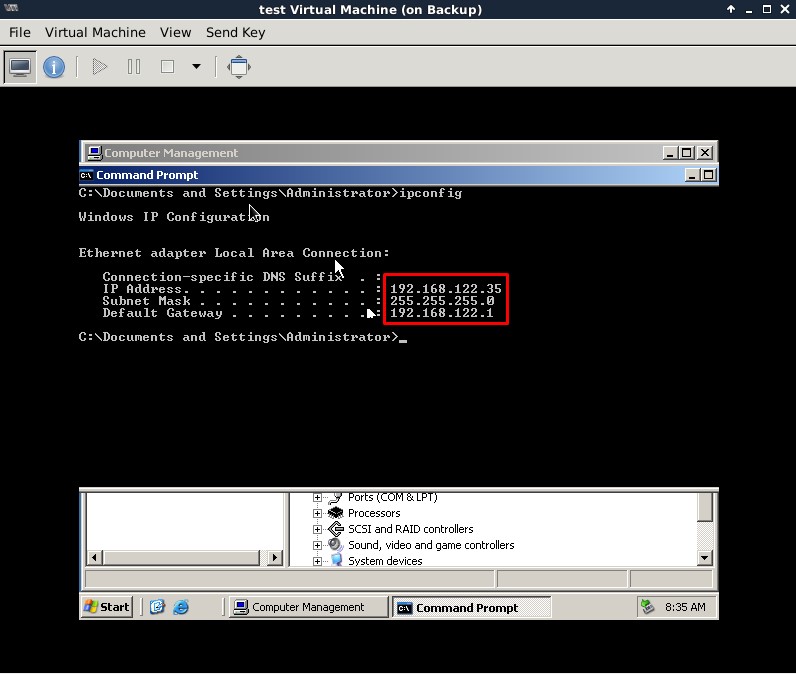 test Virtual Machine (on Backup)
File Virtual Machine View Send Key
Computer Management
Command Prompt
C:\Documents and Settings\Administrator>ipconfig
Windows IP Configuration
Ethernet adapter Local Area Connection:
Connection-specific DNS Suffix . :
IP Address. . . . . . . . . . . . : 192.168.122.35
Subnet Mask . . . . . . . . . . . : 255.255.255.0
Default Gateway . . . . . . . . . : 192.168.122.1
C:\Documents and Settings\Administrator>_
Ports (COM & LPT)
Processors
SCSI and RAID controllers
Sound, video and game controllers
System devices
Start Computer Management Command Prompt 8:35 AM